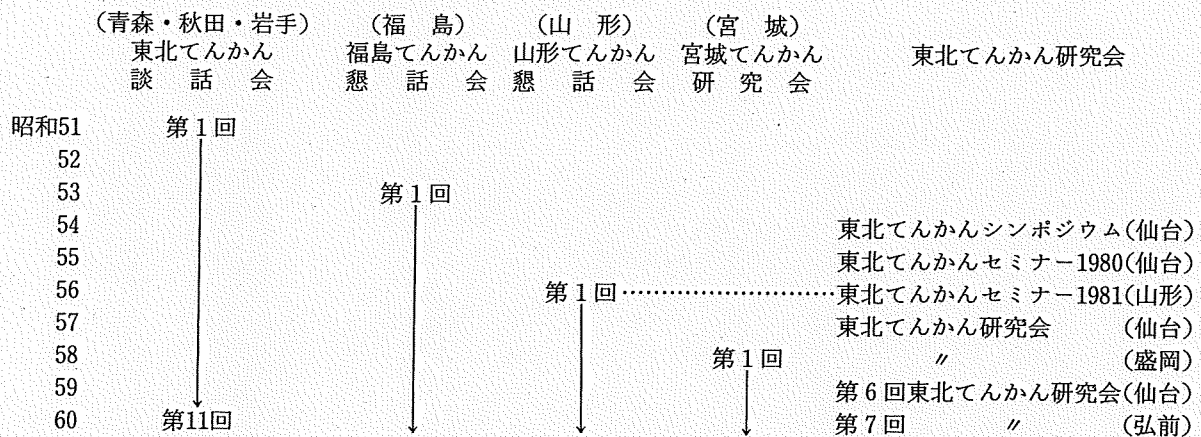 (青森・秋田・岩手) (福 島) (山 形) (宮 城)
東北てんかん 福島てんかん 山形てんかん 宮城てんかん 東北てんかん研究会
談 話 会 懇 話 会 懇 話 会 研 究 会
昭和51 第1回
52
53 第1回
54 東北てんかんシンポジウム(仙台)
55 東北てんかんセミナー1980(仙台)
56 第1回……………………東北てんかんセミナー1981(山形)
57 東北てんかん研究会 (仙台)
58 第1回 〃 (盛岡)
59 第6回東北てんかん研究会(仙台)
60 第11回 第7回 〃 (弘前)